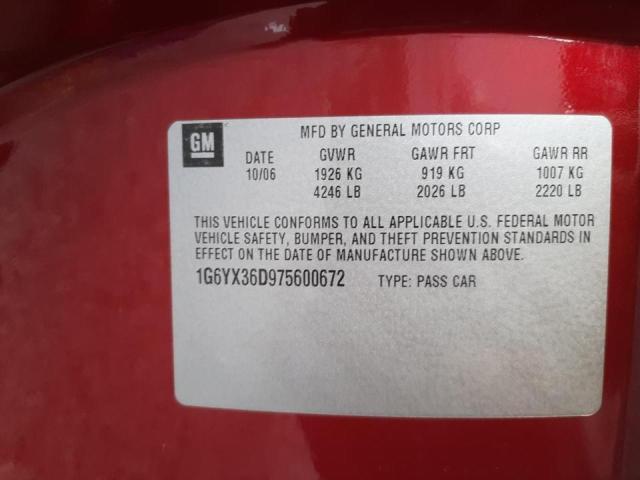 GM
MFD BY GENERAL MOTORS CORP
DATE GVWR GAWR FRT GAWR RR
10/06 1926 KG 919 KG 1007 KG
4246 LB 2026 LB 2220 LB
THIS VEHICLE CONFORMS TO ALL APPLICABLE U.S. FEDERAL MOTOR
VEHICLE SAFETY, BUMPER, AND THEFT PREVENTION STANDARDS IN
EFFECT ON THE DATE OF MANUFACTURE SHOWN ABOVE.
1G6YX36D975600672 TYPE: PASS CAR